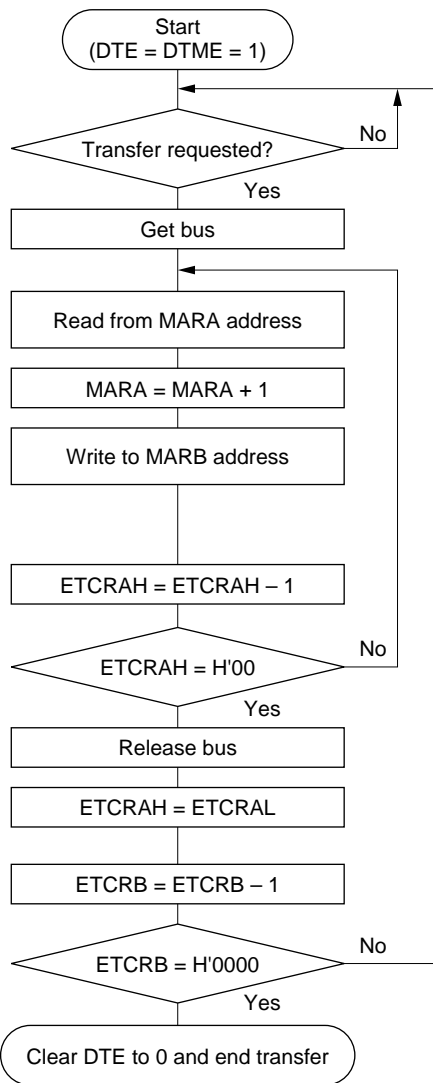 Start
(DTE = DTME = 1)
Transfer requested?
No
Yes
Get bus
Read from MARA address
MARA = MARA + 1
Write to MARB address
ETCRAH = ETCRAH – 1
ETCRAH = H'00
No
Yes
Release bus
ETCRAH = ETCRAL
ETCRB = ETCRB – 1
ETCRB = H'0000
No
Yes
Clear DTE to 0 and end transfer